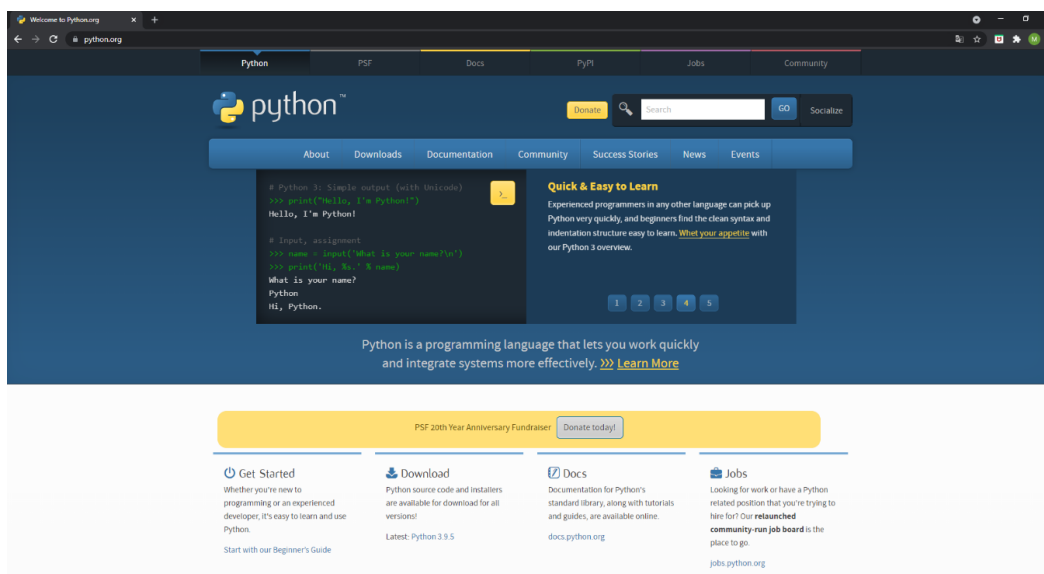 Welcome to Python.org
python.org
Python PSF Docs PyPI Jobs Community
python™
Donate Search GO Socialize
About Downloads Documentation Community Success Stories News Events
# Python 3: Simple output (with Unicode)
>>> print("Hello, I'm Python!")
Hello, I'm Python!
# Input, assignment
>>> name = input('What is your name?\n')
>>> print('Hi, %s.' % name)
What is your name?
Python
Hi, Python.
>_
Quick & Easy to Learn
Experienced programmers in any other language can pick up
Python very quickly, and beginners find the clean syntax and
indentation structure easy to learn. Whet your appetite with
our Python 3 overview.
1 2 3 4 5
Python is a programming language that lets you work quickly
and integrate systems more effectively. >>> Learn More
PSF 20th Year Anniversary Fundraiser Donate today!
Get Started
Whether you're new to
programming or an experienced
developer, it's easy to learn and use
Python.
Start with our Beginner's Guide
Download
Python source code and installers
are available for download for all
versions!
Latest: Python 3.9.5
Docs
Documentation for Python's
standard library, along with tutorials
and guides, are available online.
docs.python.org
Jobs
Looking for work or have a Python
related position that you're trying to
hire for? Our relaunched
community-run job board is the
place to go.
jobs.python.org
M